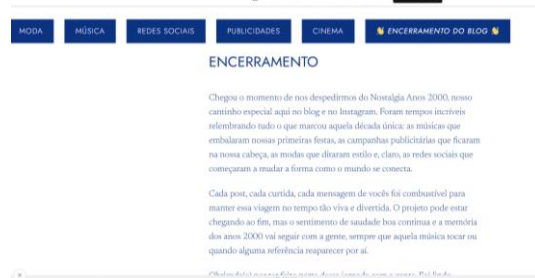 MODA MÚSICA REDES SOCIAIS PUBLICIDADES CINEMA 👋 ENCERRAMENTO DO BLOG 👋
ENCERRAMENTO
Chegou o momento de nos despedirmos do Nostalgia Anos 2000, nosso
cantinho especial aqui no blog e no Instagram. Foram tempos incríveis
relembrando tudo o que marcou aquela década única: as músicas que
embalaram nossas primeiras festas, as campanhas publicitárias que ficaram
na nossa cabeça, as modas que ditaram estilo e, claro, as redes sociais que
começaram a mudar a forma como o mundo se conecta.
Cada post, cada curtida, cada mensagem de vocês foi combustível para
manter essa viagem no tempo tão viva e divertida. O projeto pode estar
chegando ao fim, mas o sentimento de saudade boa continua e a memória
dos anos 2000 vai seguir com a gente, sempre que aquela música tocar ou
quando alguma referência reaparecer por aí.